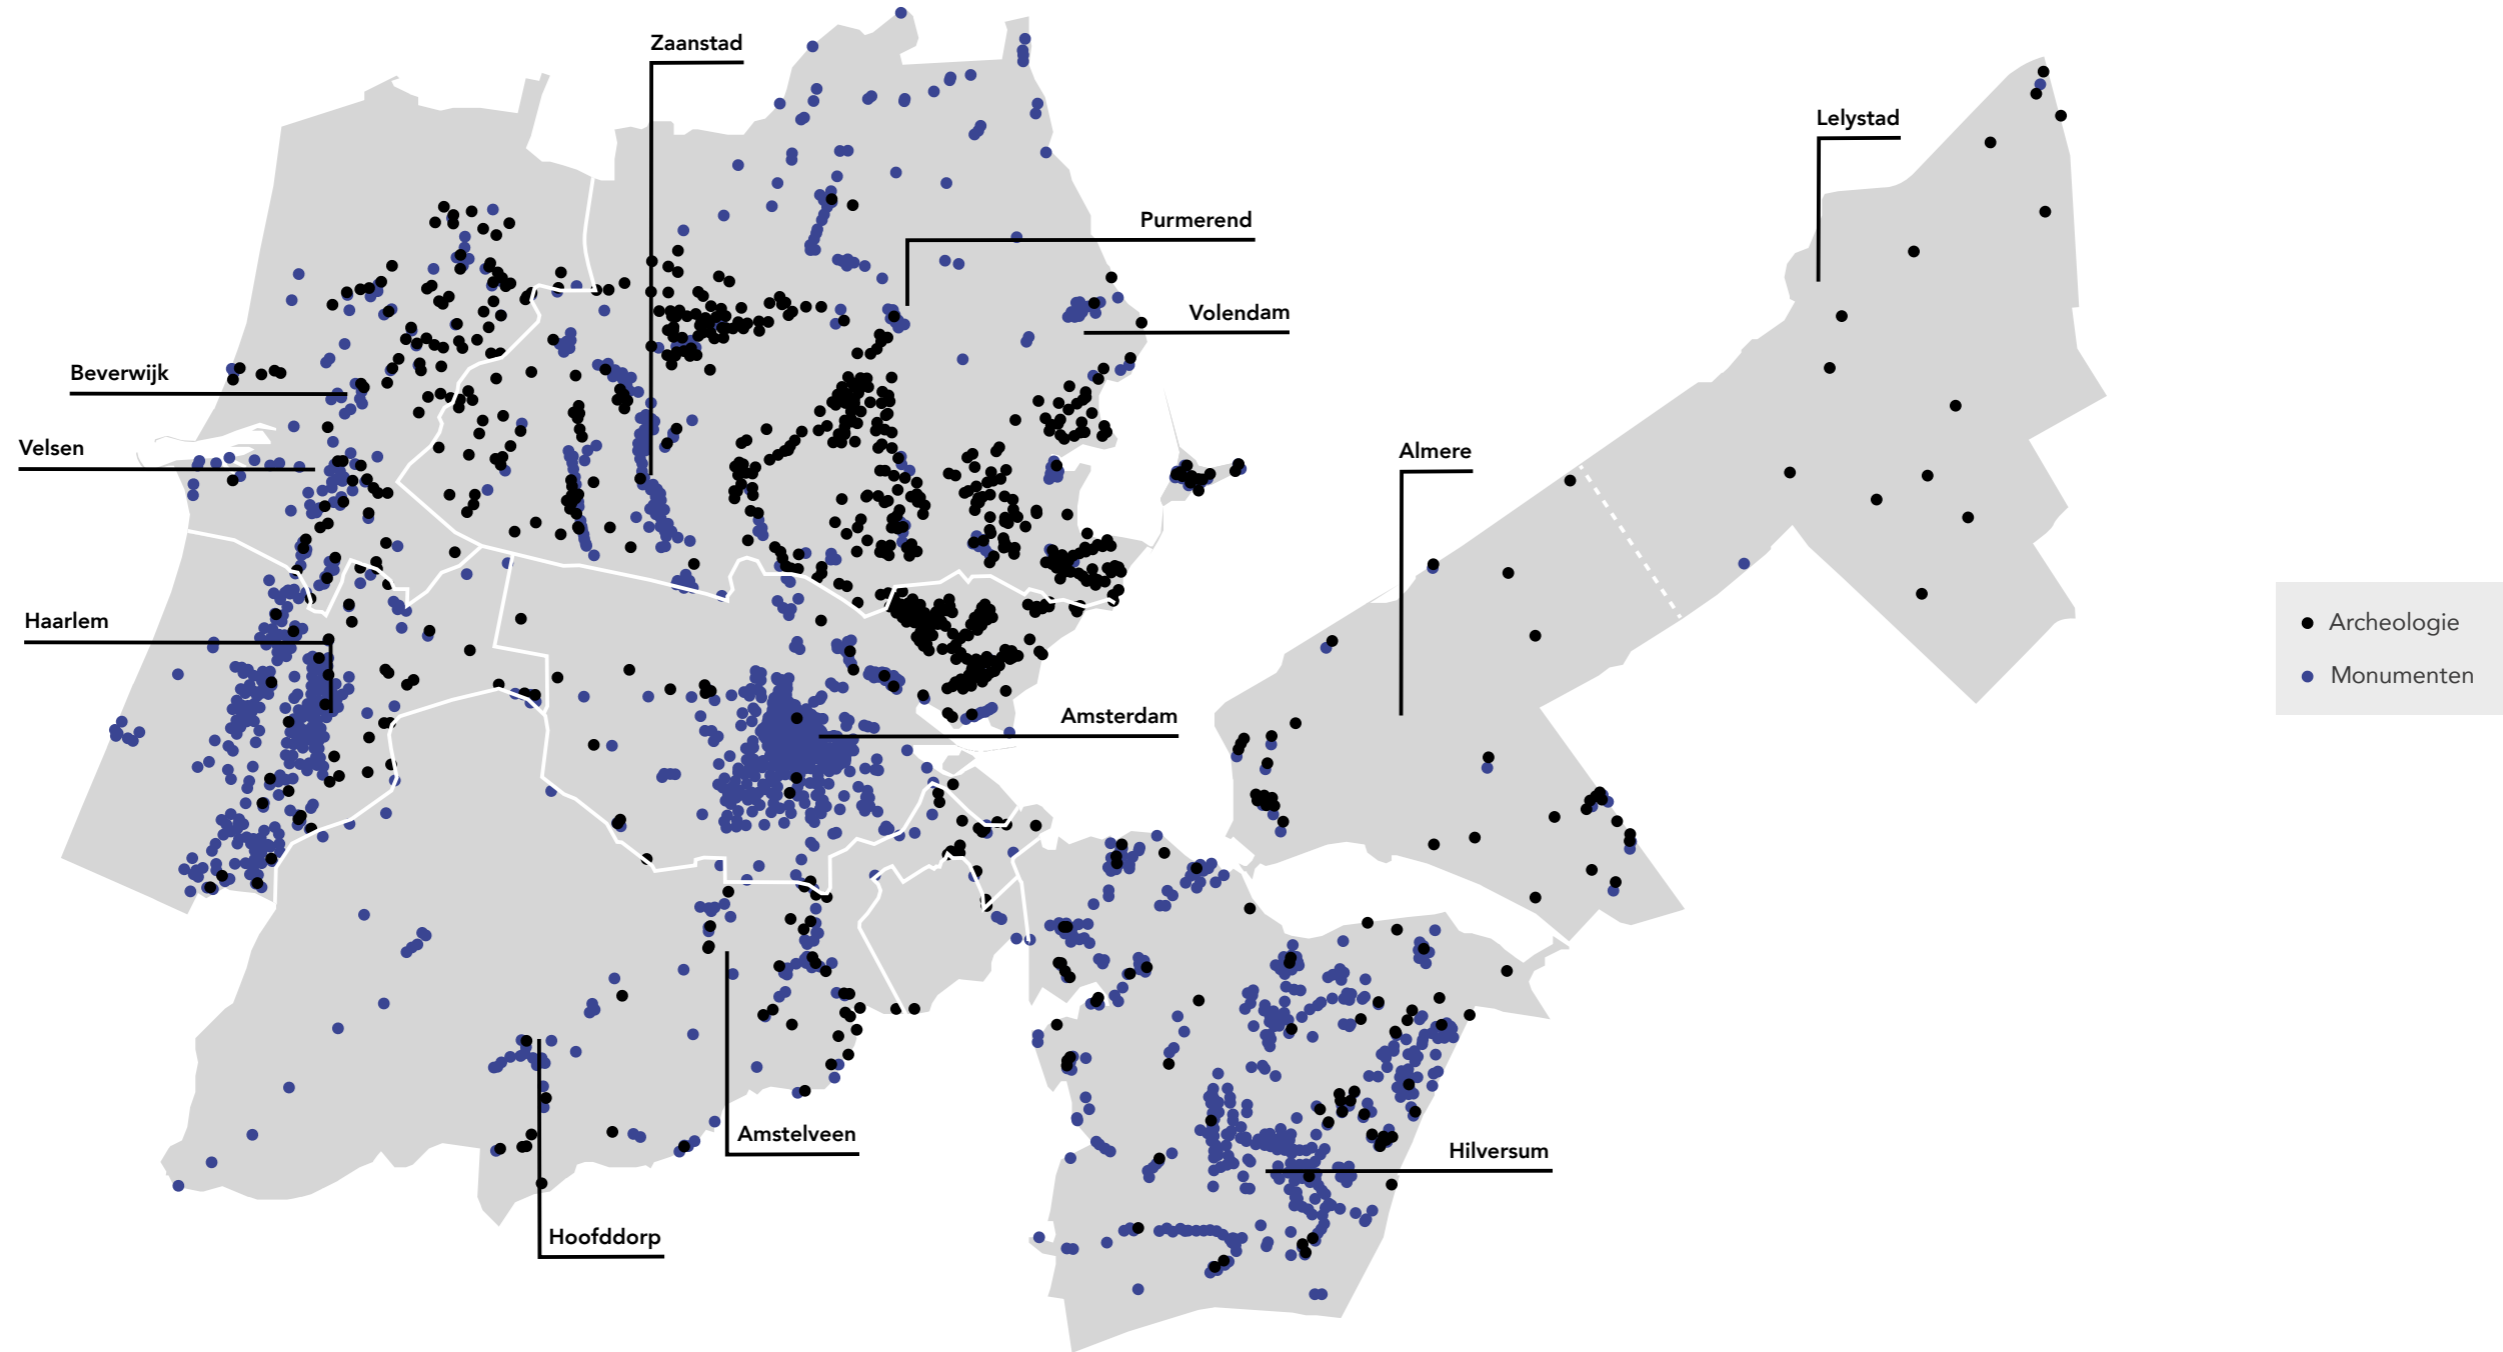 Zaanstad
Lelystad
Purmerend
Volendam
Beverwijk
Velsen
Almere
Haarlem
Archeologie
Monumenten
Amsterdam
Amstelveen
Hilversum
Hoofddorp